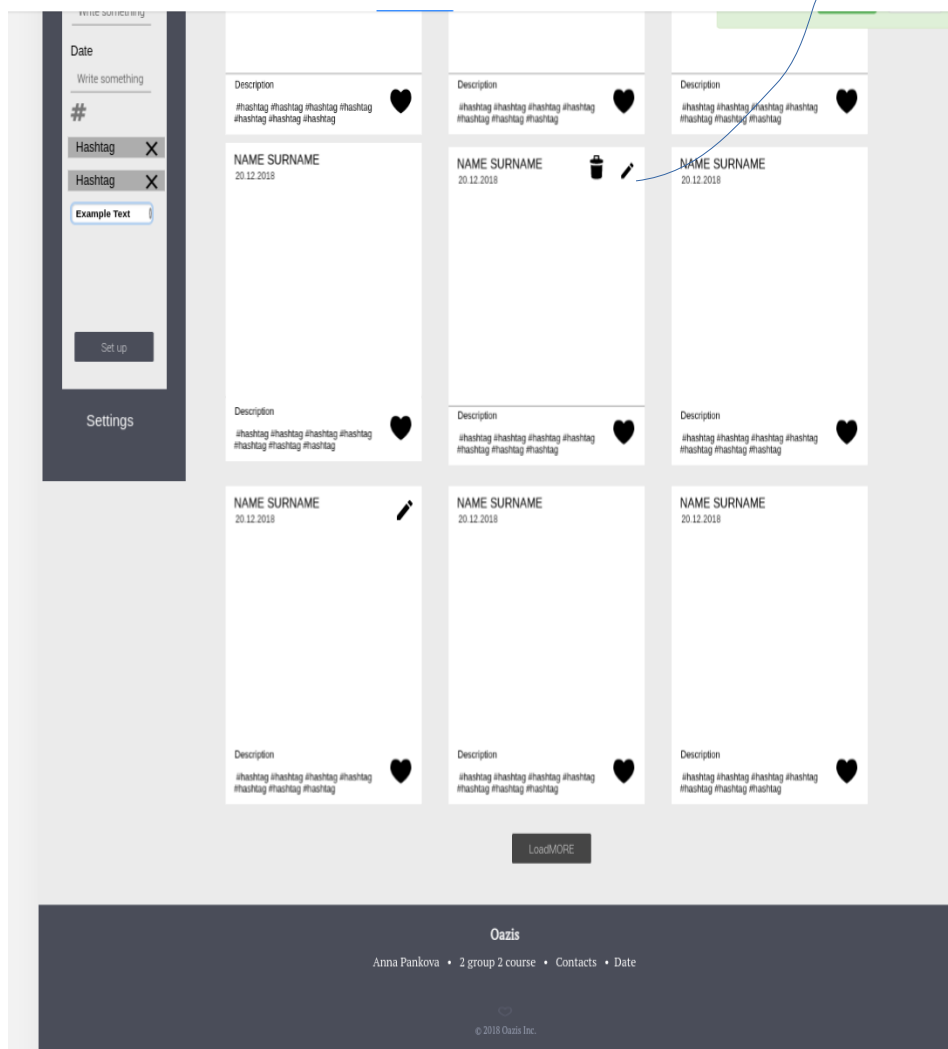 Write something
Date
Write something
#
Hashtag X
Hashtag X
Example Text
Set up
Settings
Description
#hashtag #hashtag #hashtag #hashtag
#hashtag #hashtag #hashtag
Description
#hashtag #hashtag #hashtag #hashtag
#hashtag #hashtag #hashtag
Description
#hashtag #hashtag #hashtag #hashtag
#hashtag #hashtag #hashtag
NAME SURNAME
20.12.2018
Description
#hashtag #hashtag #hashtag #hashtag
#hashtag #hashtag #hashtag
NAME SURNAME
20.12.2018
Description
#hashtag #hashtag #hashtag #hashtag
#hashtag #hashtag #hashtag
NAME SURNAME
20.12.2018
Description
#hashtag #hashtag #hashtag #hashtag
#hashtag #hashtag #hashtag
NAME SURNAME
20.12.2018
Description
#hashtag #hashtag #hashtag #hashtag
#hashtag #hashtag #hashtag
NAME SURNAME
20.12.2018
Description
#hashtag #hashtag #hashtag #hashtag
#hashtag #hashtag #hashtag
NAME SURNAME
20.12.2018
Description
#hashtag #hashtag #hashtag #hashtag
#hashtag #hashtag #hashtag
LoadMORE
Oazis
Anna Pankova • 2 group 2 course • Contacts • Date
© 2018 Oazis Inc.